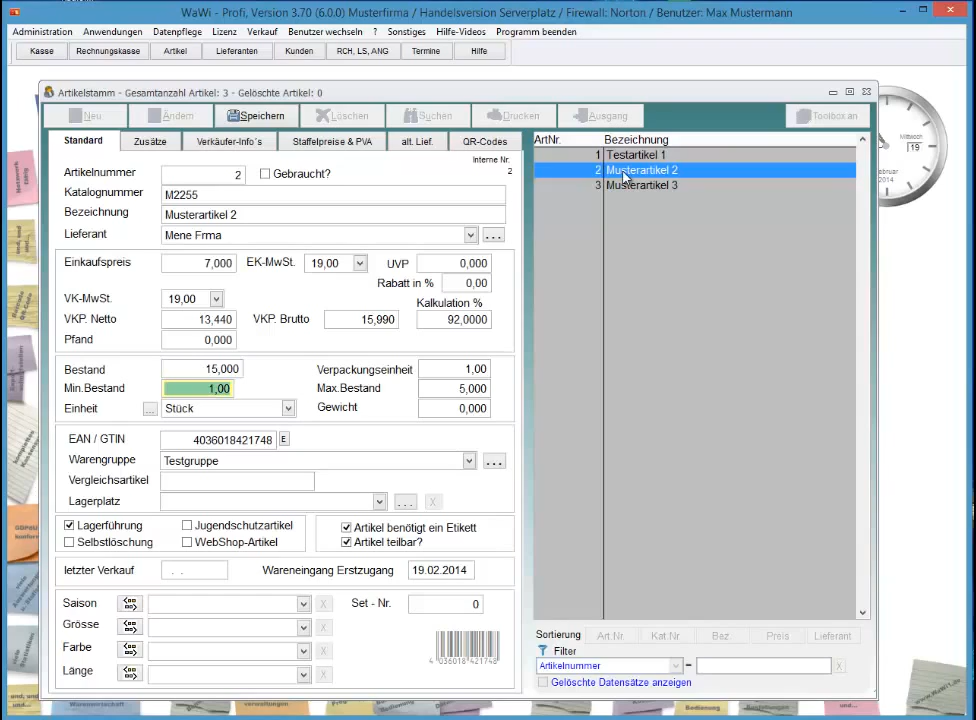 WaWi - Profi, Version 3.70 (6.0.0) Musterfirma / Handelsversion Serverplatz / Firewall: Norton / Benutzer: Max Mustermann
Administration Anwendungen Datenpflege Lizenz Verkauf Benutzer wechseln ? Sonstiges Hilfe-Videos Programm beenden
Kasse Rechnungskasse Artikel Lieferanten Kunden RCH, LS, ANG Termine Hilfe
Artikelstamm - Gesamtanzahl Artikel: 3 - Gelöschte Artikel: 0
Neu Ändern Speichern Löschen Suchen Drucken Ausgang Toolbox an
Standard Zusätze Verkäufer-Info´s Staffelpreise & PVA alt. Lief. QR-Codes
ArtNr. Bezeichnung
1 Testartikel 1
2 Musterartikel 2
3 Musterartikel 3
Interne Nr.
2
Artikelnummer 2 Gebraucht?
Katalognummer M2255
Bezeichnung Musterartikel 2
Lieferant Mene Frma ...
Einkaufspreis 7,000 EK-MwSt. 19,00 UVP 0,000
Rabatt in % 0,00
VK-MwSt. 19,00 Kalkulation %
VKP. Netto 13,440 VKP. Brutto 15,990 92,0000
Pfand 0,000
Bestand 15,000 Verpackungseinheit 1,00
Min.Bestand 1,00 Max.Bestand 5,000
Einheit ... Stück Gewicht 0,000
EAN / GTIN 4036018421748 E
Warengruppe Testgruppe ...
Vergleichsartikel
Lagerplatz ... X
Lagerführung Jugendschutzartikel Artikel benötigt ein Etikett
Selbstlöschung WebShop-Artikel Artikel teilbar?
letzter Verkauf . . Wareneingang Erstzugang 19.02.2014
Saison X Set - Nr. 0
Grösse X
Farbe X
Länge X
4 036018 421748
Sortierung Art.Nr. Kat.Nr. Bez. Preis Lieferant
Filter
Artikelnummer = X
Gelöschte Datensätze anzeigen
Mittwoch
19
2014